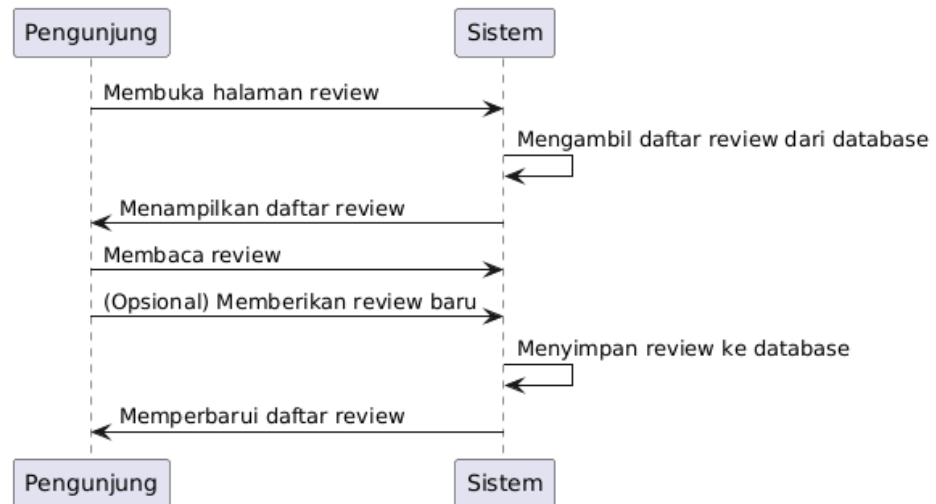 Pengunjung
Sistem
Membuka halaman review
Mengambil daftar review dari database
Menampilkan daftar review
Membaca review
(Opsional) Memberikan review baru
Menyimpan review ke database
Memperbarui daftar review
Pengunjung
Sistem